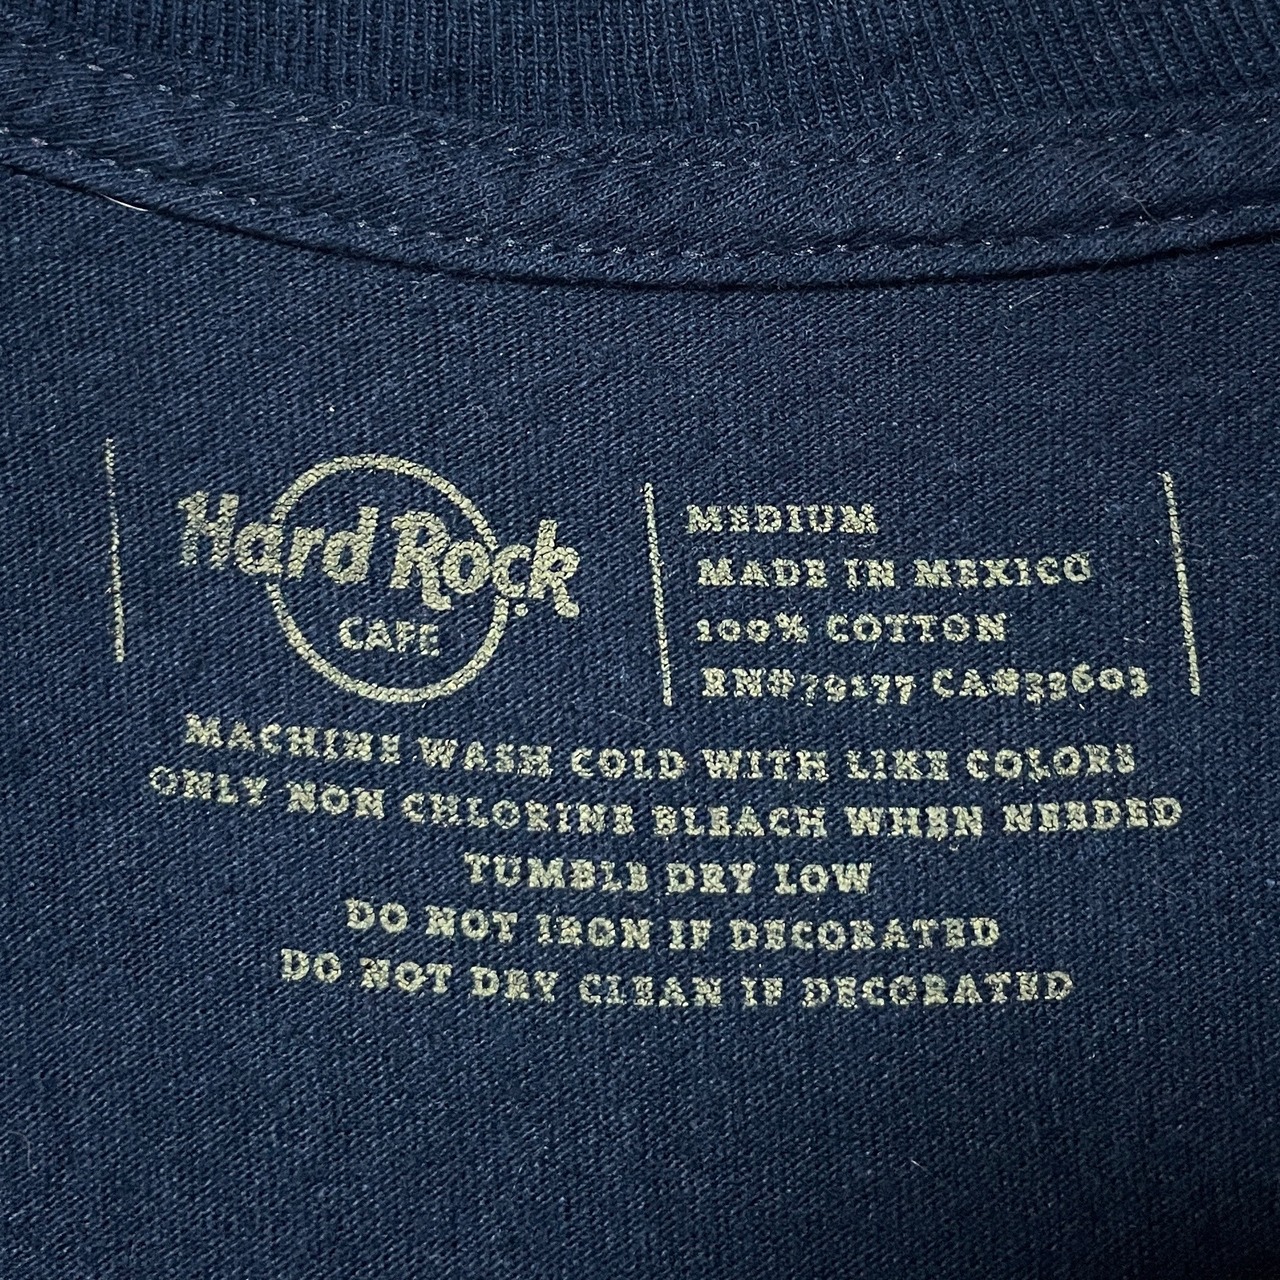 Hard Rock
CAFE
MEDIUM
MADE IN MEXICO
100% COTTON
RN#79177 CA#33603
MACHINE WASH COLD WITH LIKE COLORS
ONLY NON CHLORINE BLEACH WHEN NEEDED
TUMBLE DRY LOW
DO NOT IRON IF DECORATED
DO NOT DRY CLEAN IF DECORATED